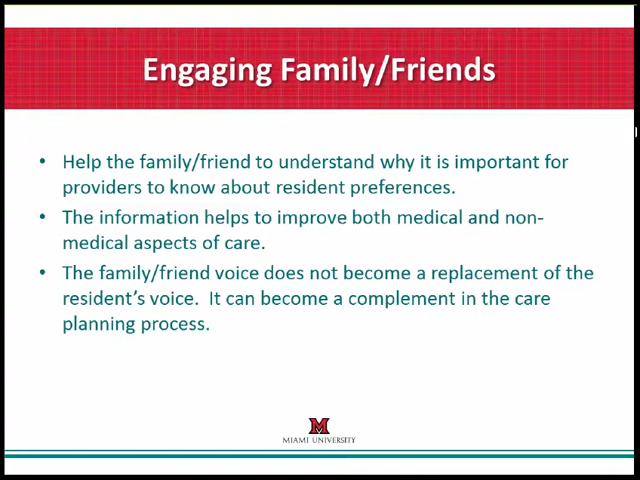 Engaging Family/Friends
• Help the family/friend to understand why it is important for
providers to know about resident preferences.
• The information helps to improve both medical and non-
medical aspects of care.
• The family/friend voice does not become a replacement of the
resident's voice.  It can become a complement in the care
planning process.
M
MIAMI UNIVERSITY